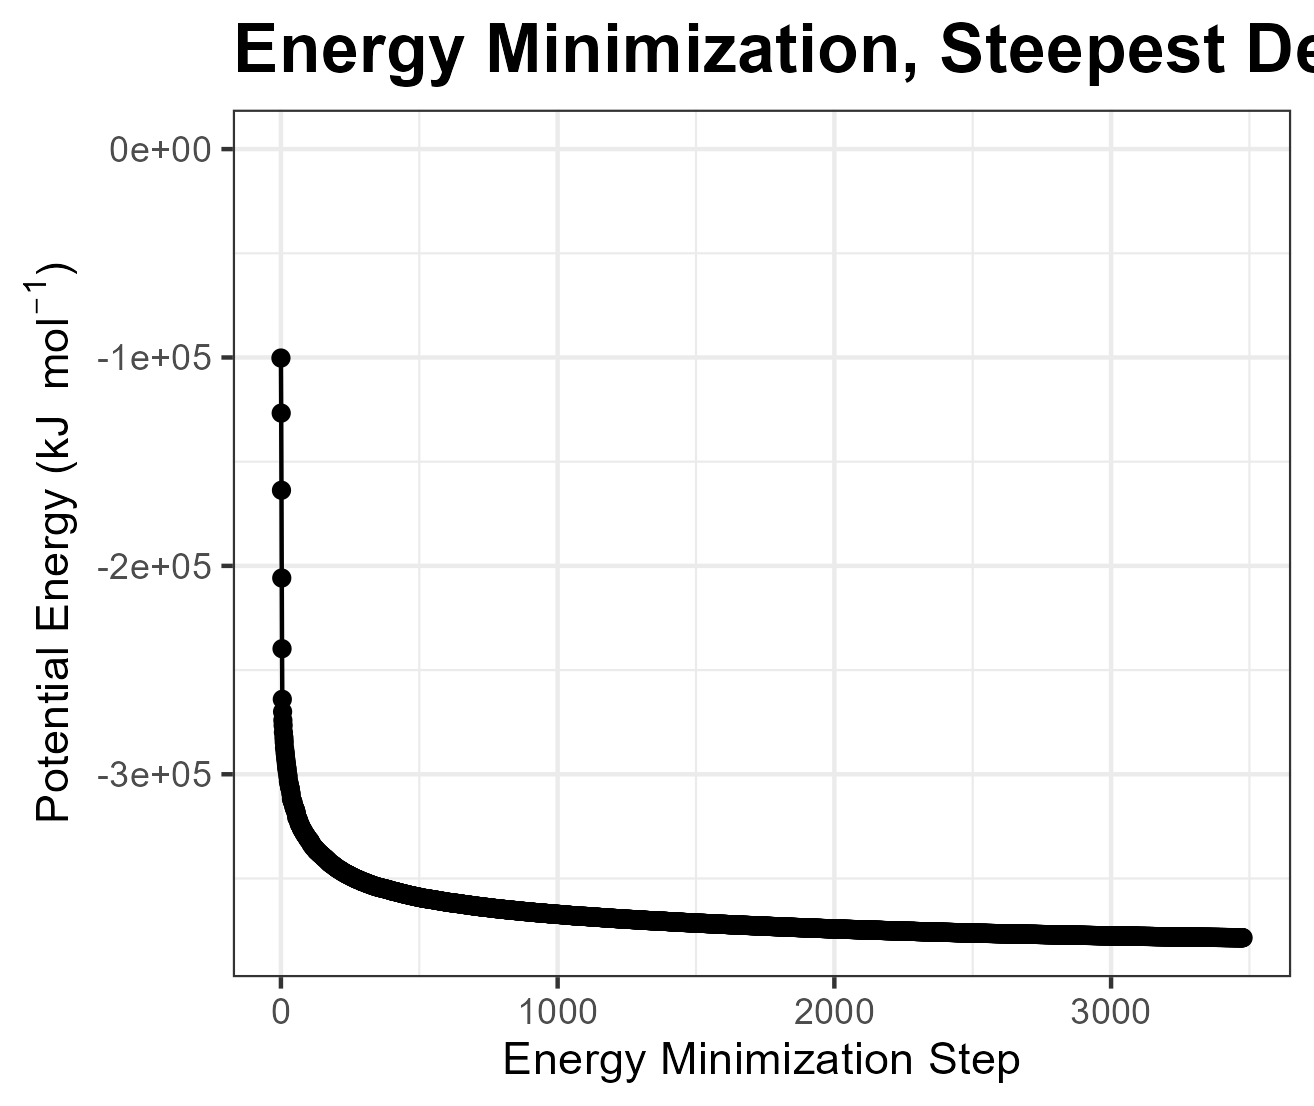 Energy Minimization, Steepest De
0e+00
-1e+05
-2e+05
-3e+05
Potential Energy (kJ mol⁻¹)
0 1000 2000 3000
Energy Minimization Step